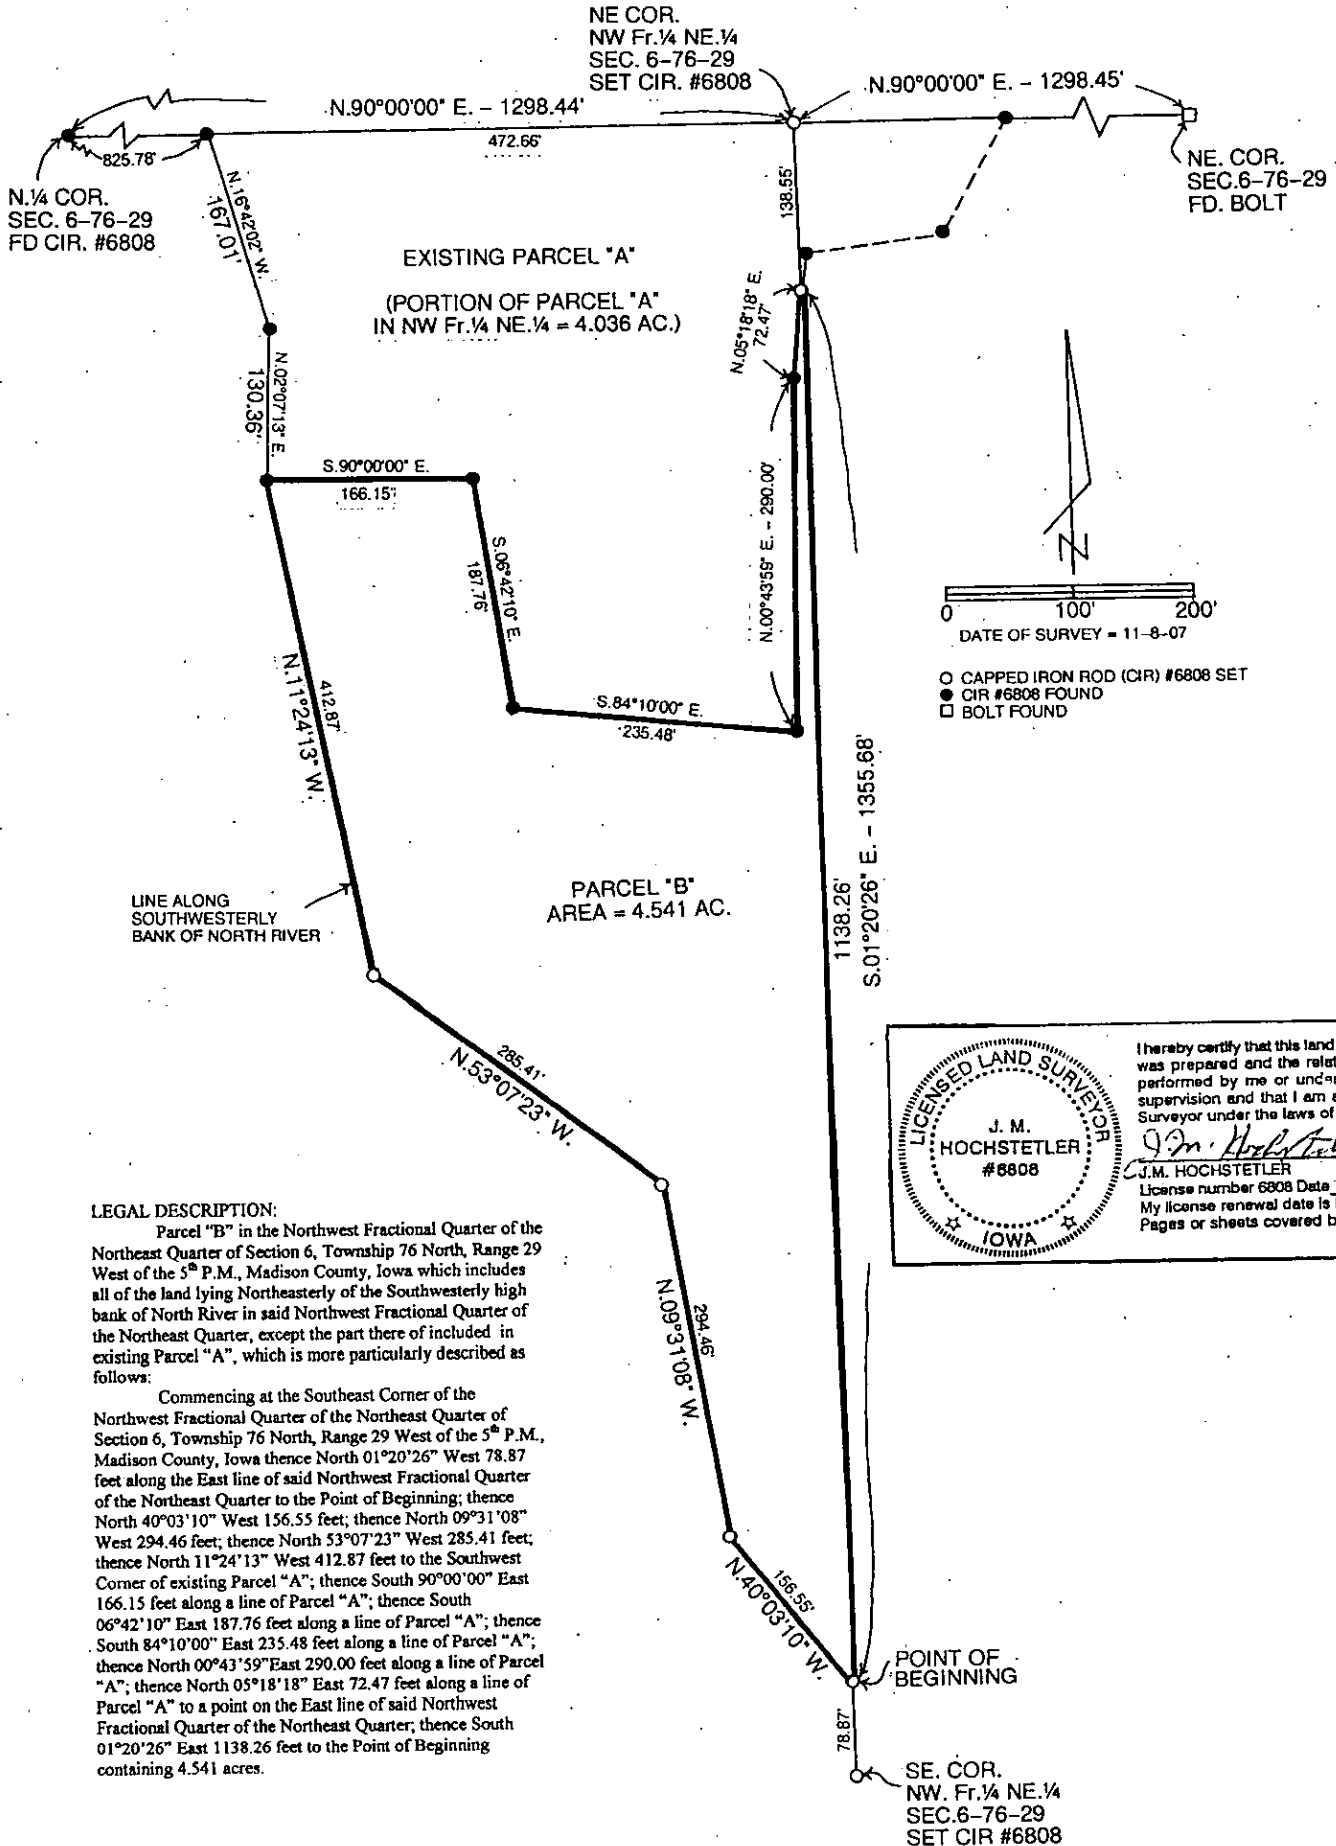 NE COR.
NW Fr.¼ NE.¼
SEC. 6-76-29
SET CIR. #6808
N.90°00'00" E. - 1298.44'
N.90°00'00" E. - 1298.45'
825.78'
472.66'
N.¼ COR.
SEC. 6-76-29
FD CIR. #6808
NE. COR.
SEC.6-76-29
FD. BOLT
N.16°42'02" W.
167.01'
138.55'
EXISTING PARCEL "A"
(PORTION OF PARCEL "A"
IN NW Fr.¼ NE.¼ = 4.036 AC.)
N.05°18'18" E.
72.47'
N.02°07'13" E.
130.36'
S.90°00'00" E.
166.15'
N.00°43'59" E. - 290.00'
S.06°42'10" E.
187.76'
0 100' 200'
DATE OF SURVEY = 11-8-07
○ CAPPED IRON ROD (CIR) #6808 SET
● CIR #6808 FOUND
□ BOLT FOUND
412.87'
N.11°24'13" W.
S.84°10'00" E.
235.48'
1138.26'
S.01°20'26" E. - 1355.68'
PARCEL "B"
AREA = 4.541 AC.
LINE ALONG
SOUTHWESTERLY
BANK OF NORTH RIVER
285.41'
N.53°07'23" W.
LICENSED LAND SURVEYOR
J. M.
HOCHSTETLER
#6808
IOWA
I hereby certify that this land
was prepared and the relat
performed by me or unde
supervision and that I am a
Surveyor under the laws of
J.M. Hochstetler
J.M. HOCHSTETLER
License number 6808 Date
My license renewal date is
Pages or sheets covered b
294.46'
N.09°31'08" W.
LEGAL DESCRIPTION:
Parcel "B" in the Northwest Fractional Quarter of the
Northeast Quarter of Section 6, Township 76 North, Range 29
West of the 5th P.M., Madison County, Iowa which includes
all of the land lying Northeasterly of the Southwesterly high
bank of North River in said Northwest Fractional Quarter of
the Northeast Quarter, except the part there of included in
existing Parcel "A", which is more particularly described as
follows:
Commencing at the Southeast Corner of the
Northwest Fractional Quarter of the Northeast Quarter of
Section 6, Township 76 North, Range 29 West of the 5th P.M.,
Madison County, Iowa thence North 01°20'26" West 78.87
feet along the East line of said Northwest Fractional Quarter
of the Northeast Quarter to the Point of Beginning; thence
North 40°03'10" West 156.55 feet; thence North 09°31'08"
West 294.46 feet; thence North 53°07'23" West 285.41 feet;
thence North 11°24'13" West 412.87 feet to the Southwest
Corner of existing Parcel "A"; thence South 90°00'00" East
166.15 feet along a line of Parcel "A"; thence South
06°42'10" East 187.76 feet along a line of Parcel "A"; thence
South 84°10'00" East 235.48 feet along a line of Parcel "A";
thence North 00°43'59"East 290.00 feet along a line of Parcel
"A"; thence North 05°18'18" East 72.47 feet along a line of
Parcel "A" to a point on the East line of said Northwest
Fractional Quarter of the Northeast Quarter; thence South
01°20'26" East 1138.26 feet to the Point of Beginning
containing 4.541 acres.
156.55'
N.40°03'10" W.
POINT OF
BEGINNING
78.87'
SE. COR.
NW. Fr.¼ NE.¼
SEC.6-76-29
SET CIR #6808